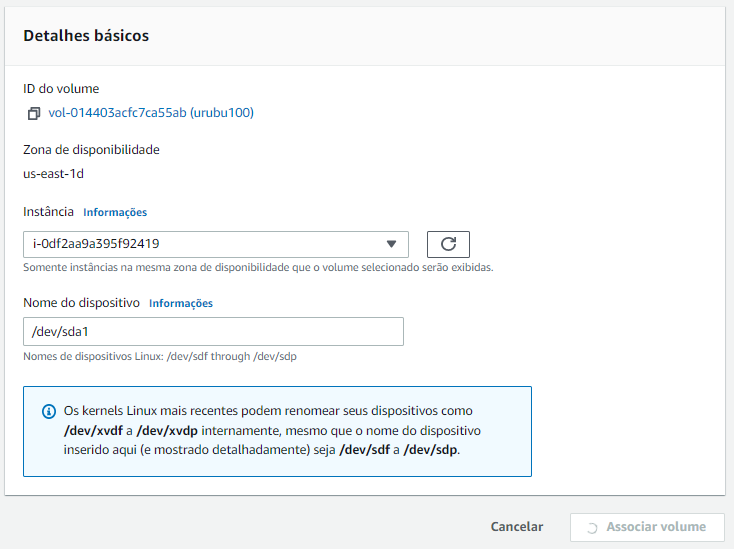 Detalhes básicos
ID do volume
vol-014403acfc7ca55ab (urubu100)
Zona de disponibilidade
us-east-1d
Instância Informações
i-0df2aa9a395f92419
Somente instâncias na mesma zona de disponibilidade que o volume selecionado serão exibidas.
Nome do dispositivo Informações
/dev/sda1
Nomes de dispositivos Linux: /dev/sdf through /dev/sdp
Os kernels Linux mais recentes podem renomear seus dispositivos como
/dev/xvdf a /dev/xvdp internamente, mesmo que o nome do dispositivo
inserido aqui (e mostrado detalhadamente) seja /dev/sdf a /dev/sdp.
Cancelar Associar volume